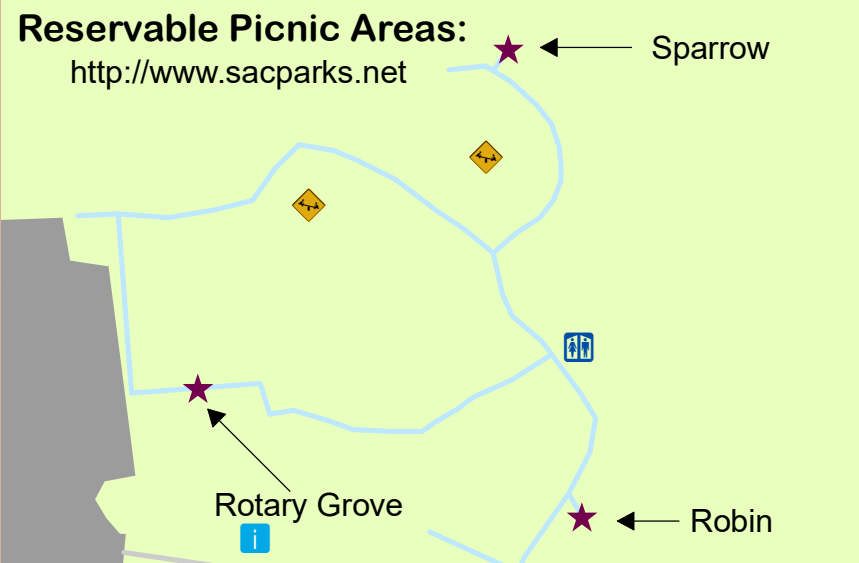 Reservable Picnic Areas:
http://www.sacparks.net
Sparrow
Rotary Grove
i
Robin